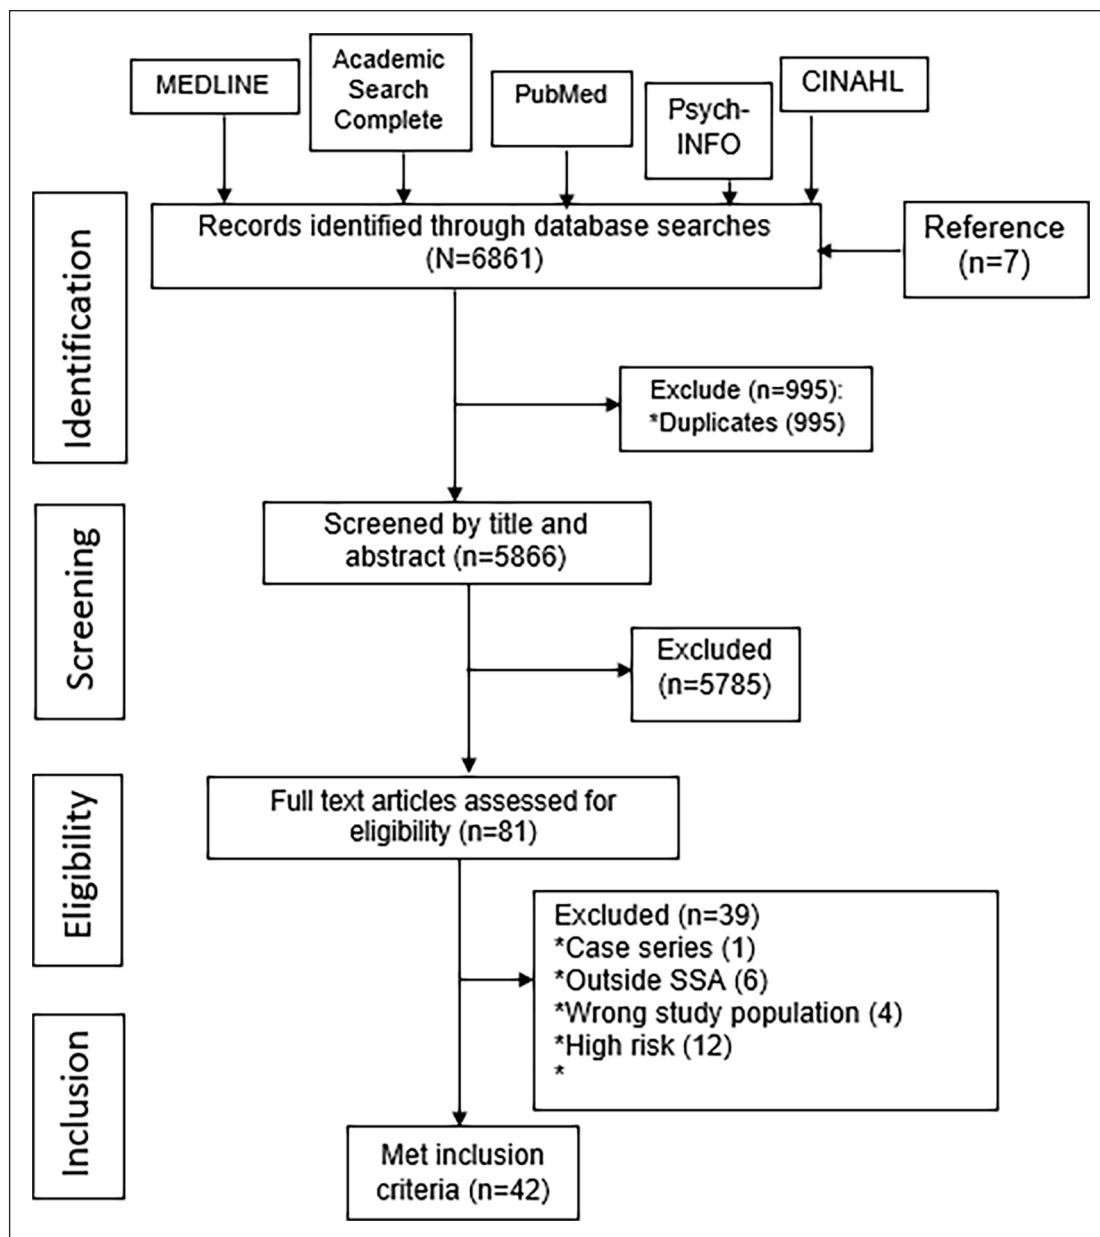 MEDLINE
Academic
Search
Complete
PubMed
Psych-
INFO
CINAHL
Records identified through database searches
(N=6861)
Reference
(n=7)
Identification
Exclude (n=995):
*Duplicates (995)
Screening
Screened by title and
abstract (n=5866)
Excluded
(n=5785)
Eligibility
Full text articles assessed for
eligibility (n=81)
Excluded (n=39)
*Case series (1)
*Outside SSA (6)
*Wrong study population (4)
*High risk (12)
*
Inclusion
Met inclusion
criteria (n=42)